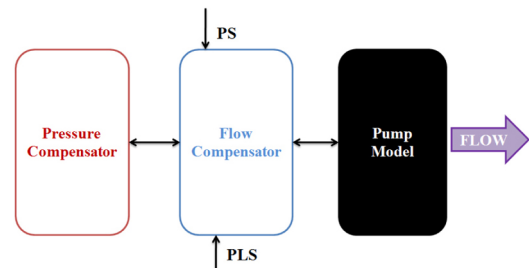 PS
Pressure
Compensator
Flow
Compensator
Pump
Model
FLOW
PLS